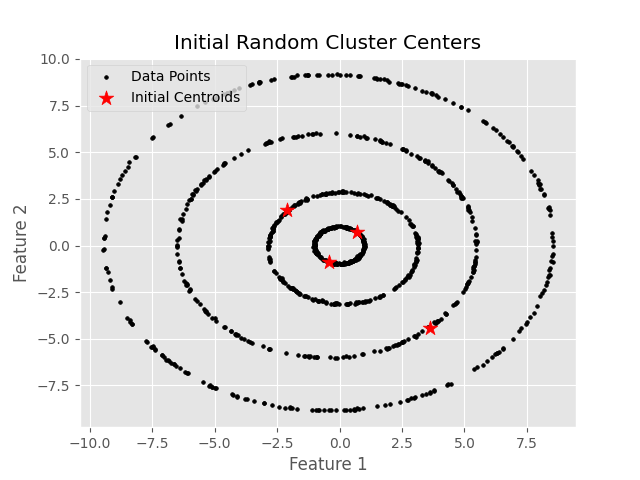 Initial Random Cluster Centers
Data Points
Initial Centroids
10.0
7.5
5.0
2.5
0.0
−2.5
−5.0
−7.5
Feature 2
−10.0 −7.5 −5.0 −2.5 0.0 2.5 5.0 7.5
Feature 1